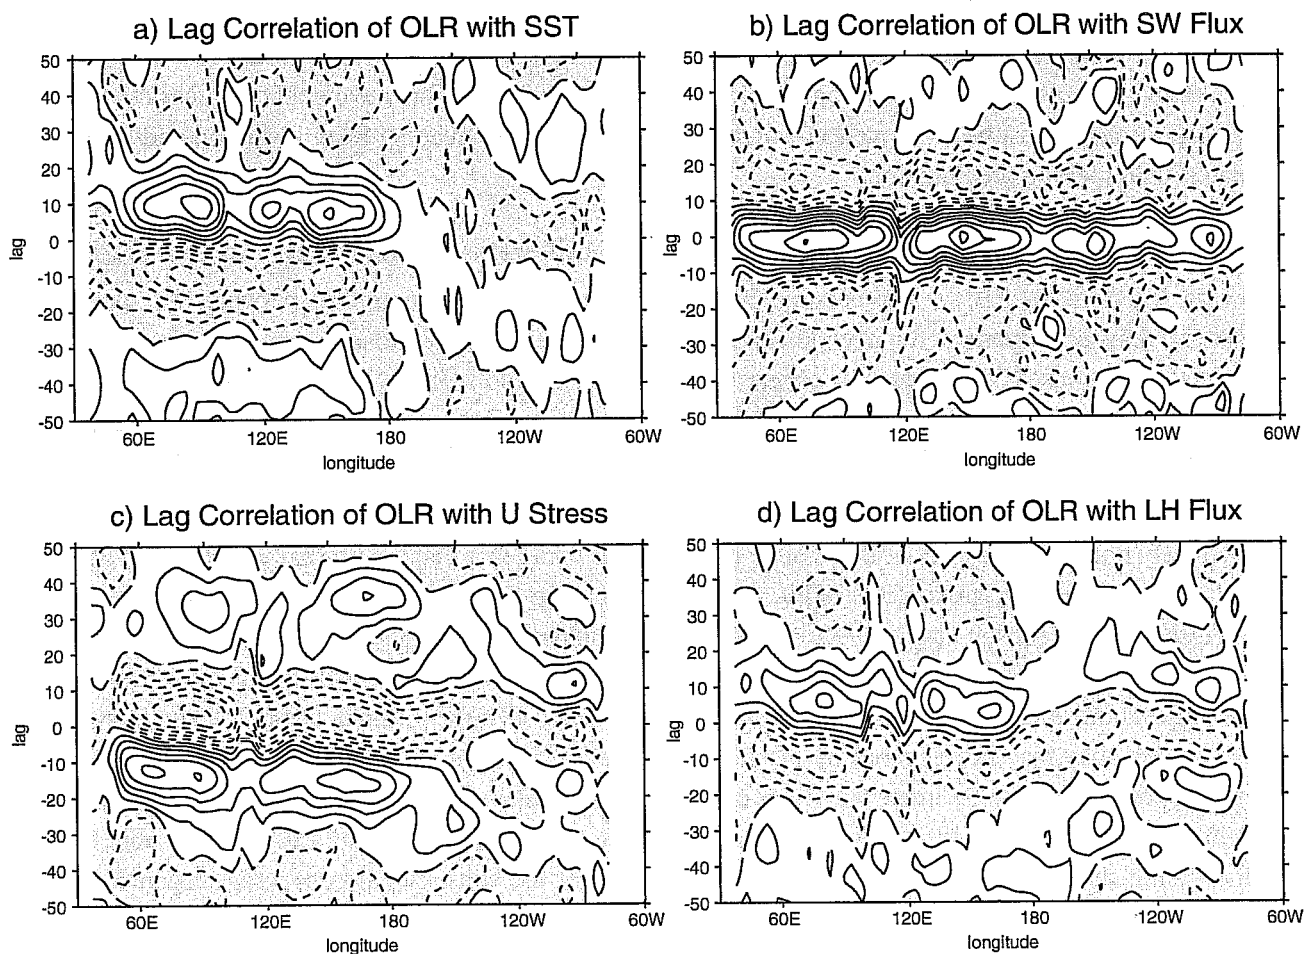 a) Lag Correlation of OLR with SST
50
40
30
20
10
0
-10
-20
-30
-40
-50
lag
60E 120E 180 120W 60W
longitude
b) Lag Correlation of OLR with SW Flux
50
40
30
20
10
0
-10
-20
-30
-40
-50
lag
60E 120E 180 120W 60W
longitude
c) Lag Correlation of OLR with U Stress
50
40
30
20
10
0
-10
-20
-30
-40
-50
lag
60E 120E 180 120W 60W
longitude
d) Lag Correlation of OLR with LH Flux
50
40
30
20
10
0
-10
-20
-30
-40
-50
lag
60E 120E 180 120W 60W
longitude